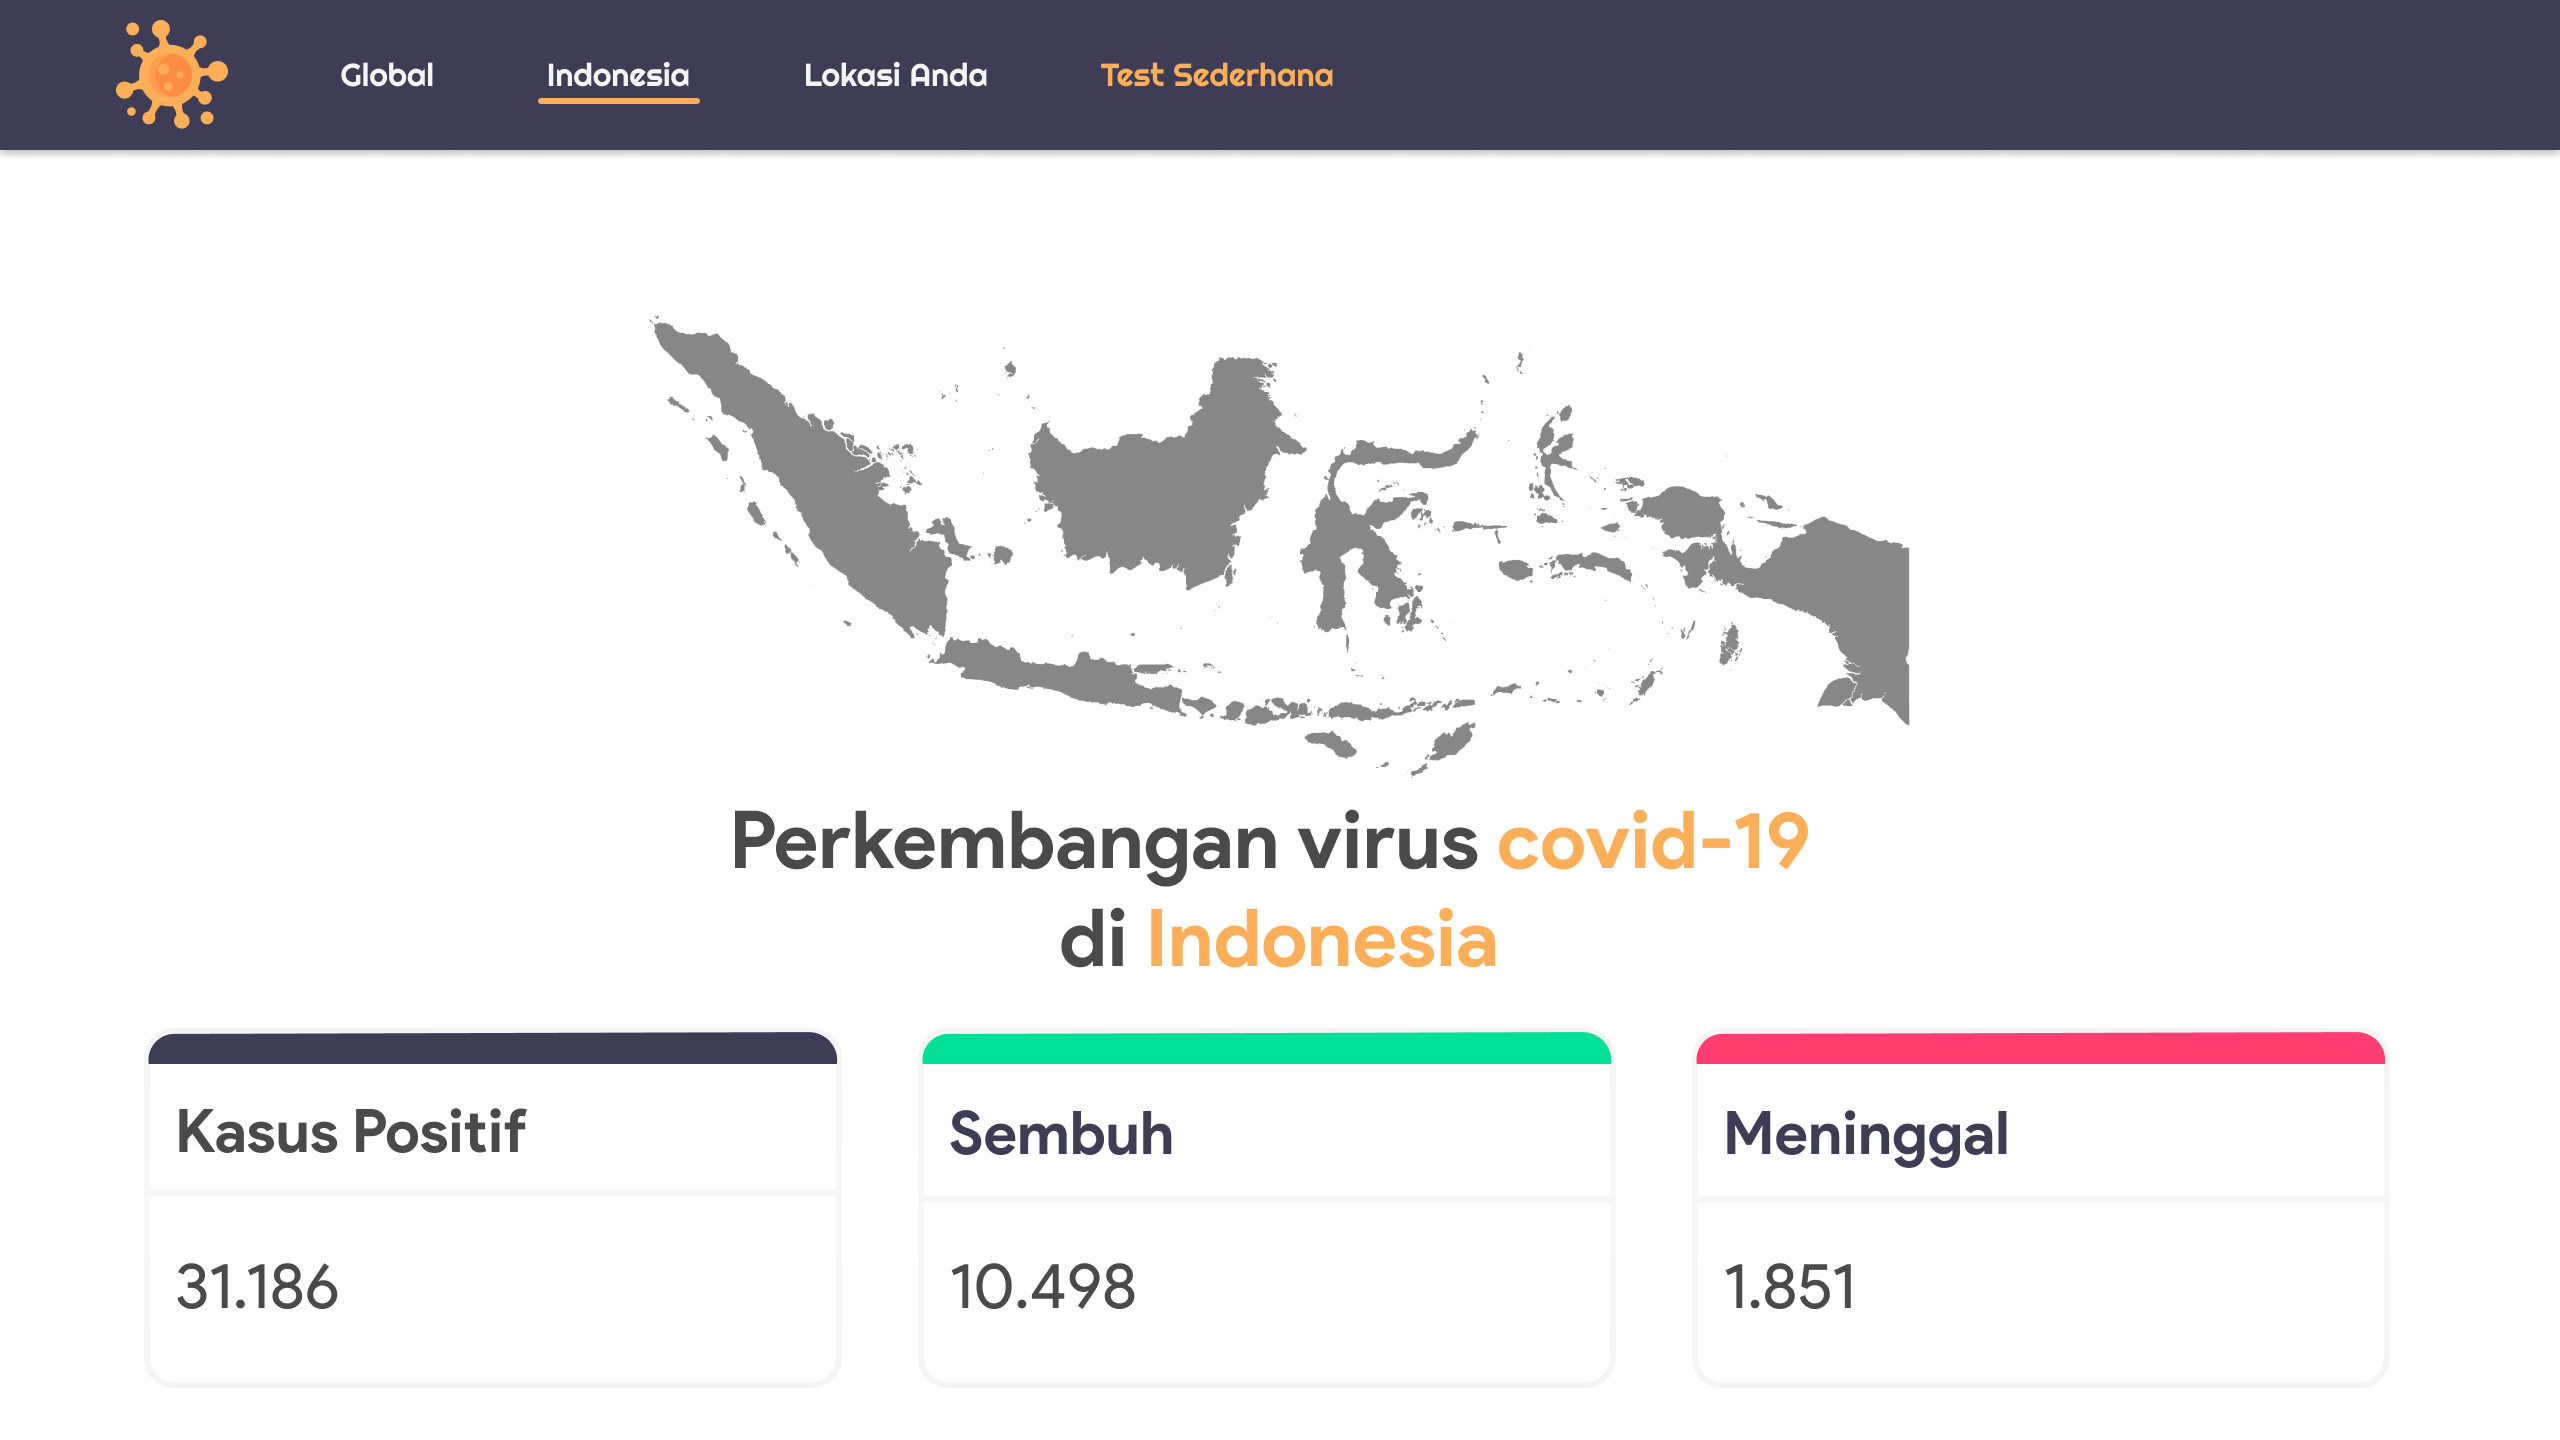 Global
Indonesia
Lokasi Anda
Test Sederhana
Perkembangan virus covid-19
di Indonesia
Kasus Positif
31.186
Sembuh
10.498
Meninggal
1.851